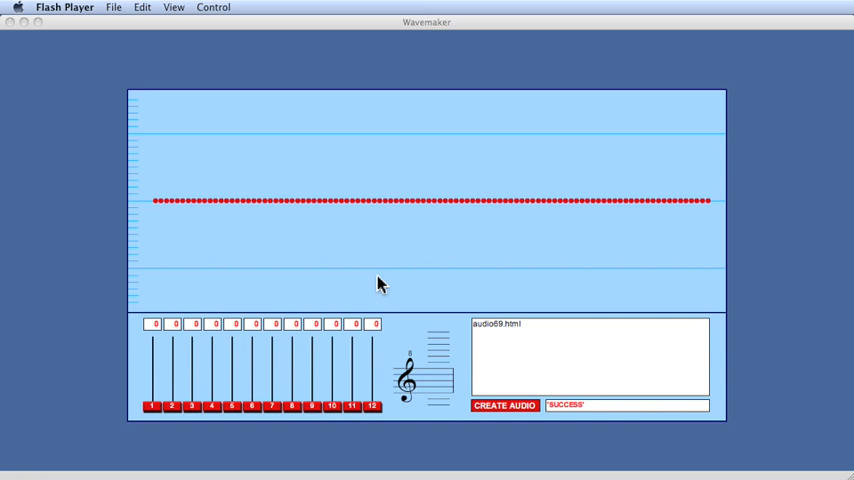 Flash Player File Edit View Control
Wavemaker
0 0 0 0 0 0 0 0 0 0 0 0
audio69.html
8
1 2 3 4 5 6 7 8 9 10 11 12
CREATE AUDIO 'SUCCESS'